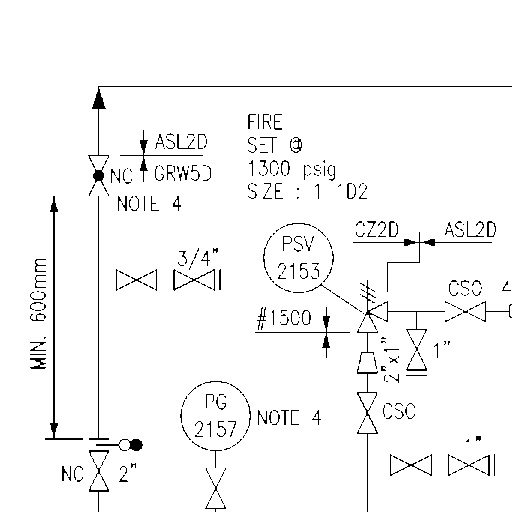 ASL2D
GRW5D
NC
NOTE 4
FIRE
SET @
1300 psig
SIZE : 1 1D2
CZ2D
ASL2D
PSV
2153
3/4"
CSO
4
MIN. 600mm
#1500
2"x1"
1"
PG
2157
NOTE 4
CSO
NC
2"